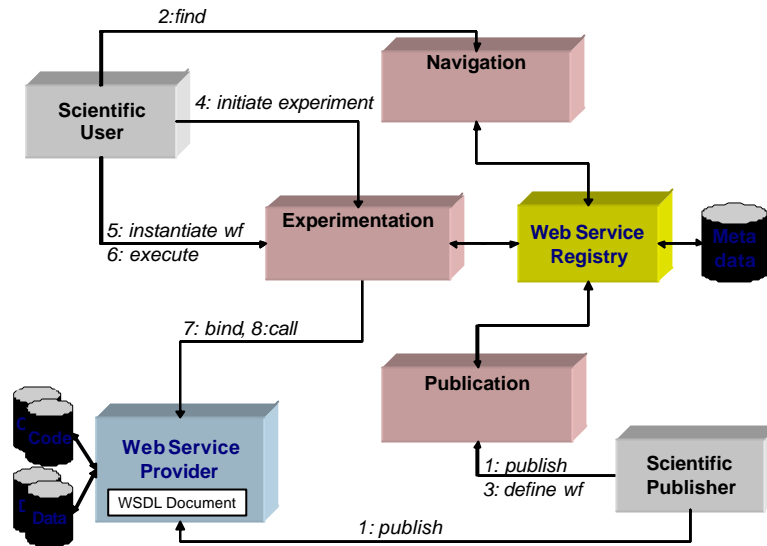 2:find
Navigation
Scientific
User
4: initiate experiment
Experimentation
5: instantiate wf
6: execute
Web Service
Registry
Meta
data
7: bind, 8:call
Publication
Code
Data
Web Service
Provider
WSDL Document
1: publish
3: define wf
Scientific
Publisher
1: publish